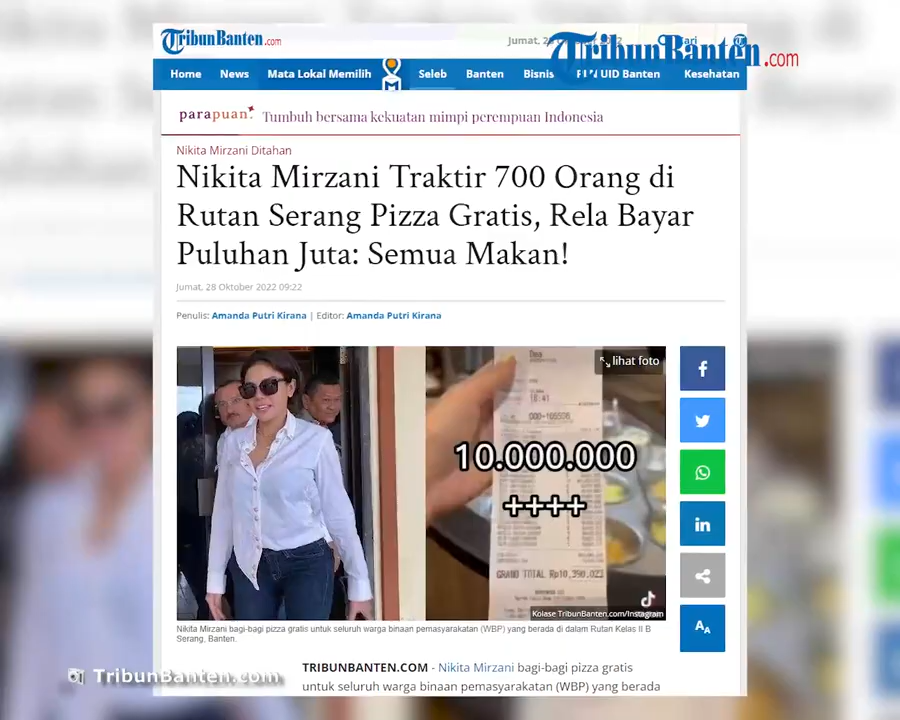 TribunBanten.com
TribunBanten.com
Home News Mata Lokal Memilih Seleb Banten Bisnis UID Banten Kesehatan
parapuan. Tumbuh bersama kekuatan mimpi perempuan Indonesia
Nikita Mirzani Ditahan
Nikita Mirzani Traktir 700 Orang di
Rutan Serang Pizza Gratis, Rela Bayar
Puluhan Juta: Semua Makan!
Jumat, 28 Oktober 2022 09:22
Penulis: Amanda Putri Kirana | Editor: Amanda Putri Kirana
lihat foto
18:41
10.000.000
++++
GRAND TOTAL Rp10,390,023
Kolase TribunBanten.com/Instagram
Nikita Mirzani bagi-bagi pizza gratis untuk seluruh warga binaan pemasyarakatan (WBP) yang berada di dalam Rutan Kelas II B
Serang, Banten.
TRIBUNBANTEN.COM - Nikita Mirzani bagi-bagi pizza gratis
untuk seluruh warga binaan pemasyarakatan (WBP) yang berada
TribunBanten.com